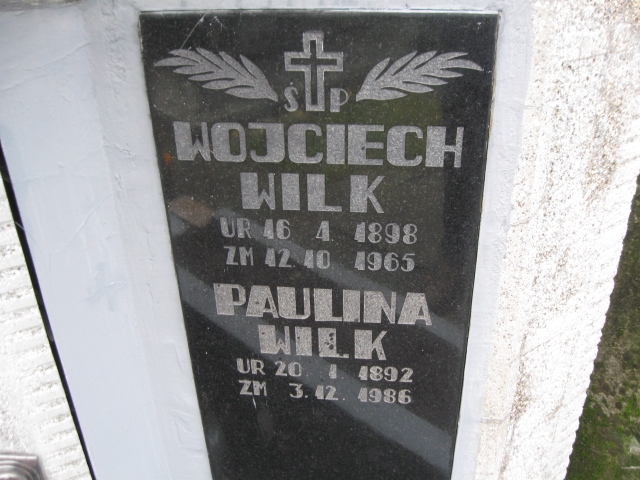 Ś P
WOJCIECH
WILK
UR 16 4 1898
ZM 12.10 1965
PAULINA
WILK
UR 20. 1 1892
ZM 3.12.1986